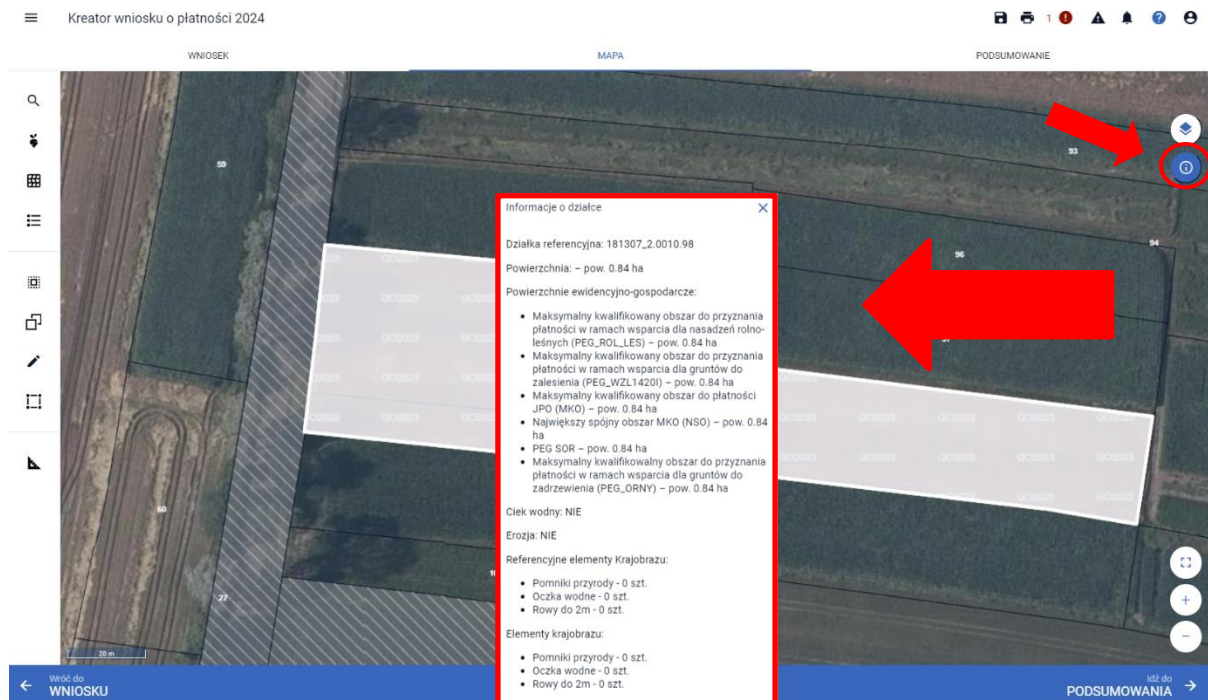 Kreator wniosku o płatności 2024
1
WNIOSEK
MAPA
PODSUMOWANIE
59
93
94
96
Informacje o działce
Działka referencyjna: 181307_2.0010.98
Powierzchnia: – pow. 0.84 ha
Powierzchnie ewidencyjno-gospodarcze:
Maksymalny kwalifikowany obszar do przyznania
płatności w ramach wsparcia dla nasadzeń rolno-
leśnych (PEG_ROL_LES) – pow. 0.84 ha
Maksymalny kwalifikowany obszar do przyznania
płatności w ramach wsparcia dla gruntów do
zalesienia (PEG_WZL1420I) – pow. 0.84 ha
Maksymalny kwalifikowany obszar do płatności
JPO (MKO) – pow. 0.84 ha
Największy spójny obszar MKO (NSO) – pow. 0.84
ha
PEG SOR – pow. 0.84 ha
Maksymalny kwalifikowalny obszar do przyznania
płatności w ramach wsparcia dla gruntów do
zadrzewienia (PEG_ORNY) – pow. 0.84 ha
Ciek wodny: NIE
Erozja: NIE
Referencyjne elementy Krajobrazu:
Pomniki przyrody - 0 szt.
Oczka wodne - 0 szt.
Rowy do 2m - 0 szt.
Elementy krajobrazu:
Pomniki przyrody - 0 szt.
Oczka wodne - 0 szt.
Rowy do 2m - 0 szt.
GO2023 GO2023 GO2023 GO2023
60
27
20 m
Wróć do
WNIOSKU
Idź do
PODSUMOWANIA